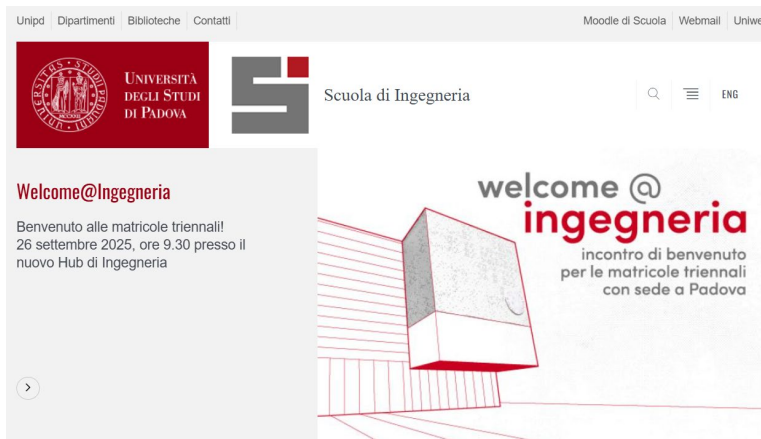 Unipd Dipartimenti Biblioteche Contatti
Moodle di Scuola Webmail
UNIVERSITÀ
DEGLI STUDI
DI PADOVA
Scuola di Ingegneria
ENG
Welcome@Ingegneria
Benvenuto alle matricole triennali!
26 settembre 2025, ore 9.30 presso il
nuovo Hub di Ingegneria
welcome @
ingegneria
incontro di benvenuto
per le matricole triennali
con sede a Padova